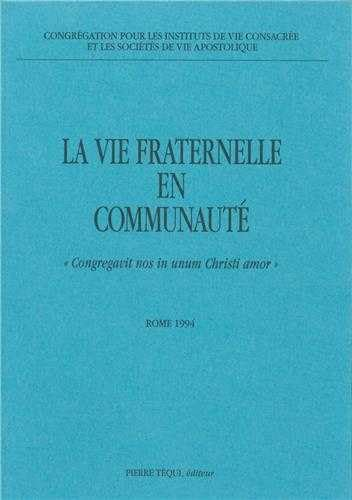 CONGRÉGATION POUR LES INSTITUTS DE VIE CONSACRÉE
ET LES SOCIÉTÉS DE VIE APOSTOLIQUE
LA VIE FRATERNELLE
EN
COMMUNAUTÉ
« Congregavit nos in unum Christi amor »
ROME 1994
PIERRE TÉQUI, éditeur